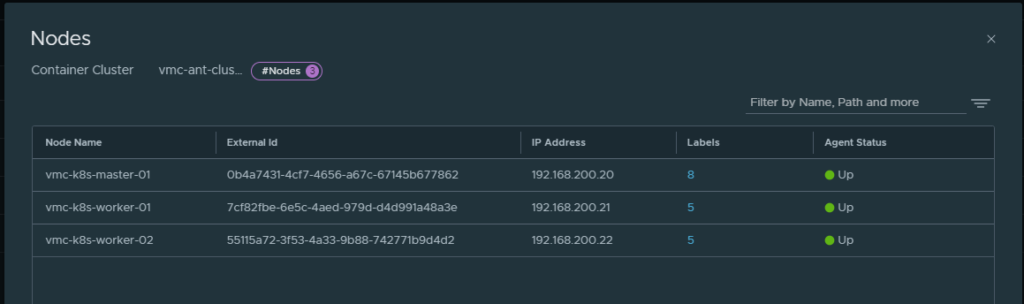 Nodes
Container Cluster vmc-ant-clus... #Nodes 3
Filter by Name, Path and more
Node Name External Id IP Address Labels Agent Status
vmc-k8s-master-01 0b4a7431-4cf7-4656-a67c-67145b677862 192.168.200.20 8 Up
vmc-k8s-worker-01 7cf82fbe-6e5c-4aed-979d-d4d991a48a3e 192.168.200.21 5 Up
vmc-k8s-worker-02 55115a72-3f53-4a33-9b88-742771b9d4d2 192.168.200.22 5 Up